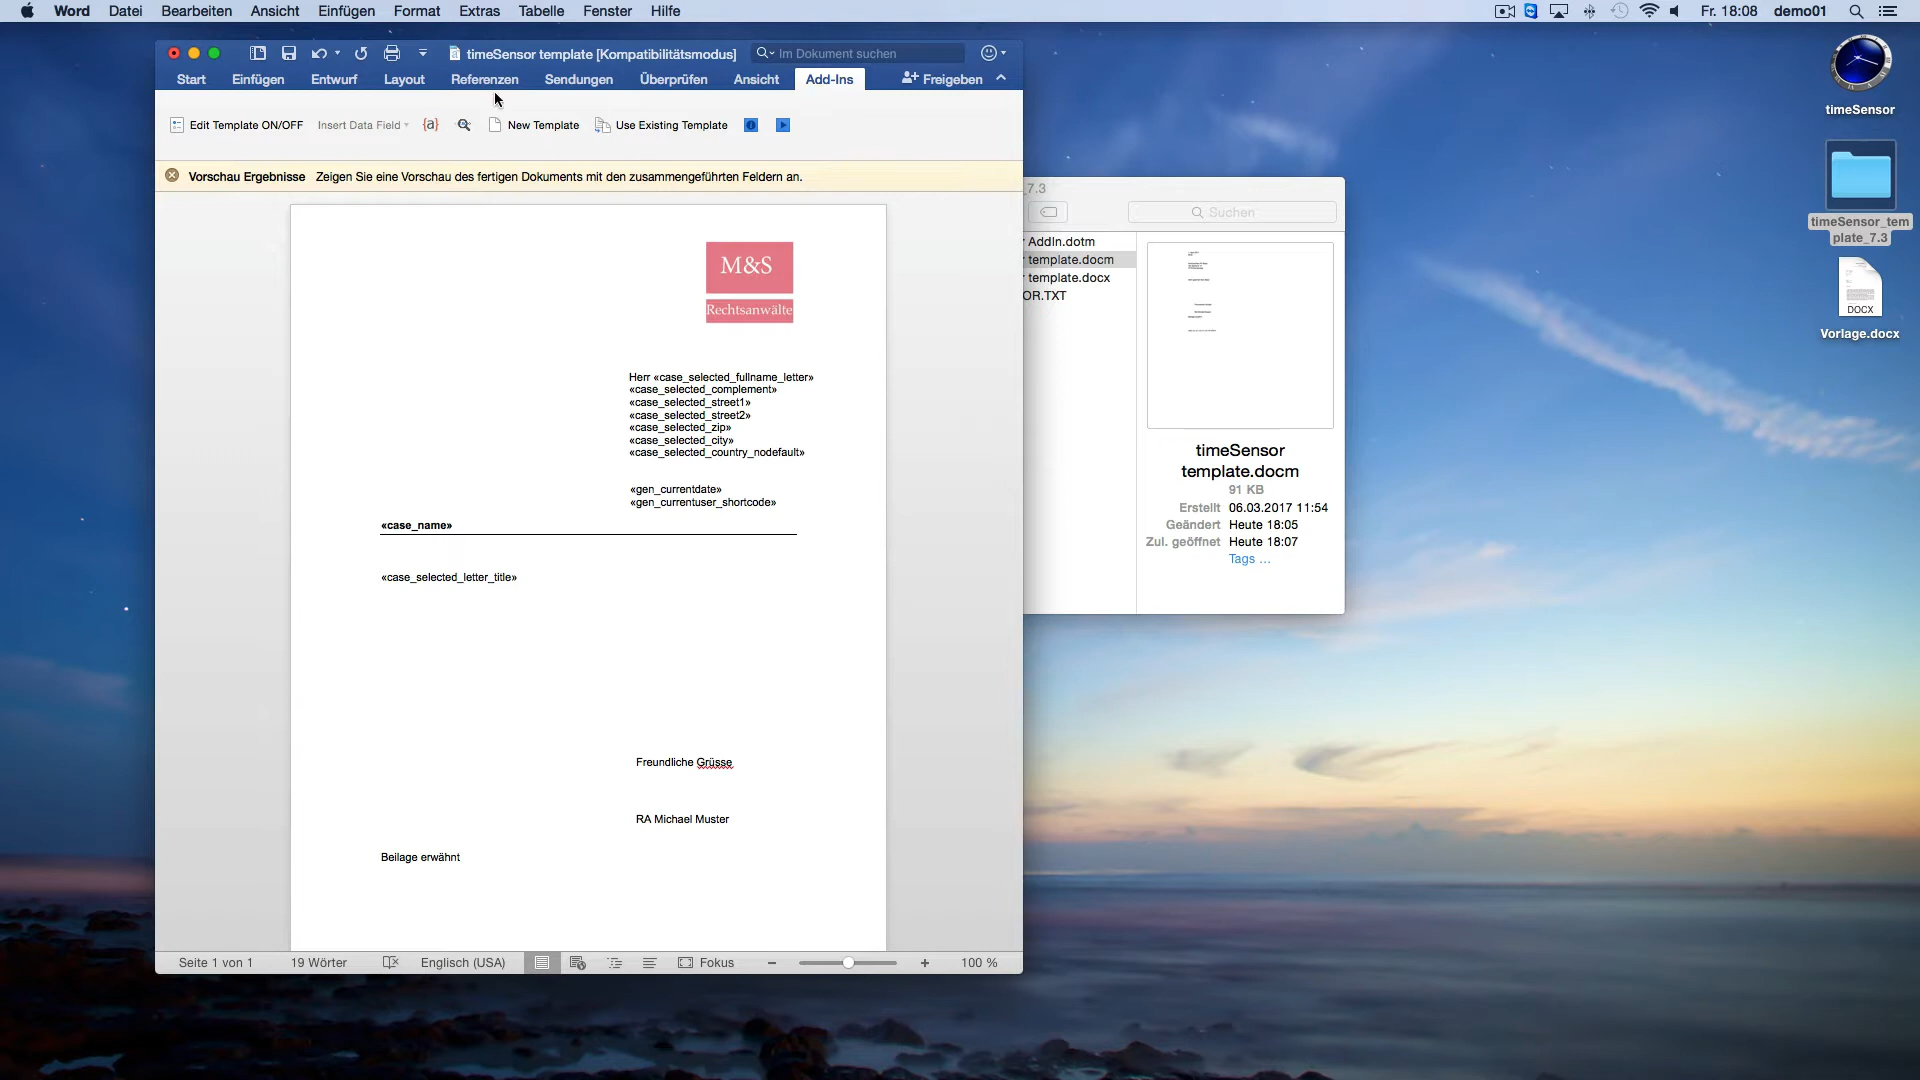 Word Datei Bearbeiten Ansicht Einfügen Format Extras Tabelle Fenster Hilfe Fr. 18:08 demo01
timeSensor template [Kompatibilitätsmodus] Im Dokument suchen
Start Einfügen Entwurf Layout Referenzen Sendungen Überprüfen Ansicht Add-Ins Freigeben
Edit Template ON/OFF Insert Data Field {a} New Template Use Existing Template
Vorschau Ergebnisse Zeigen Sie eine Vorschau des fertigen Dokuments mit den zusammengeführten Feldern an.
M&S
Rechtsanwälte
Herr «case_selected_fullname_letter»
«case_selected_complement»
«case_selected_street1»
«case_selected_street2»
«case_selected_zip»
«case_selected_city»
«case_selected_country_nodefault»
«gen_currentdate»
«gen_currentuser_shortcode»
«case_name»
«case_selected_letter_title»
Freundliche Grüsse
RA Michael Muster
Beilage erwähnt
Seite 1 von 1 19 Wörter Englisch (USA) Fokus − + 100 %
_7.3
Suchen
AddIn.dotm
template.docm
template.docx
OR.TXT
timeSensor
template.docm
91 KB
Erstellt 06.03.2017 11:54
Geändert Heute 18:05
Zul. geöffnet Heute 18:07
Tags ...
timeSensor
timeSensor_tem
plate_7.3
DOCX
Vorlage.docx